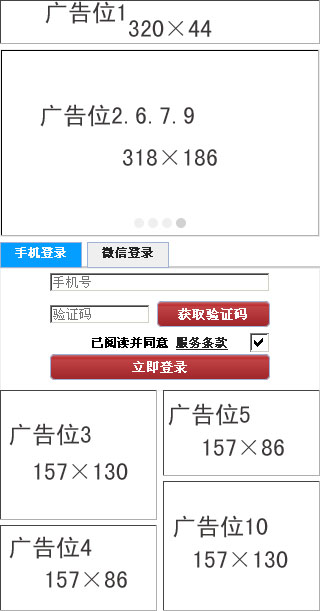 广告位1
320×44
广告位2.6.7.9
318×186
手机登录 微信登录
手机号
验证码 获取验证码
已阅读并同意 服务条款
立即登录
广告位3
157×130
广告位5
157×86
广告位4
157×86
广告位10
157×130